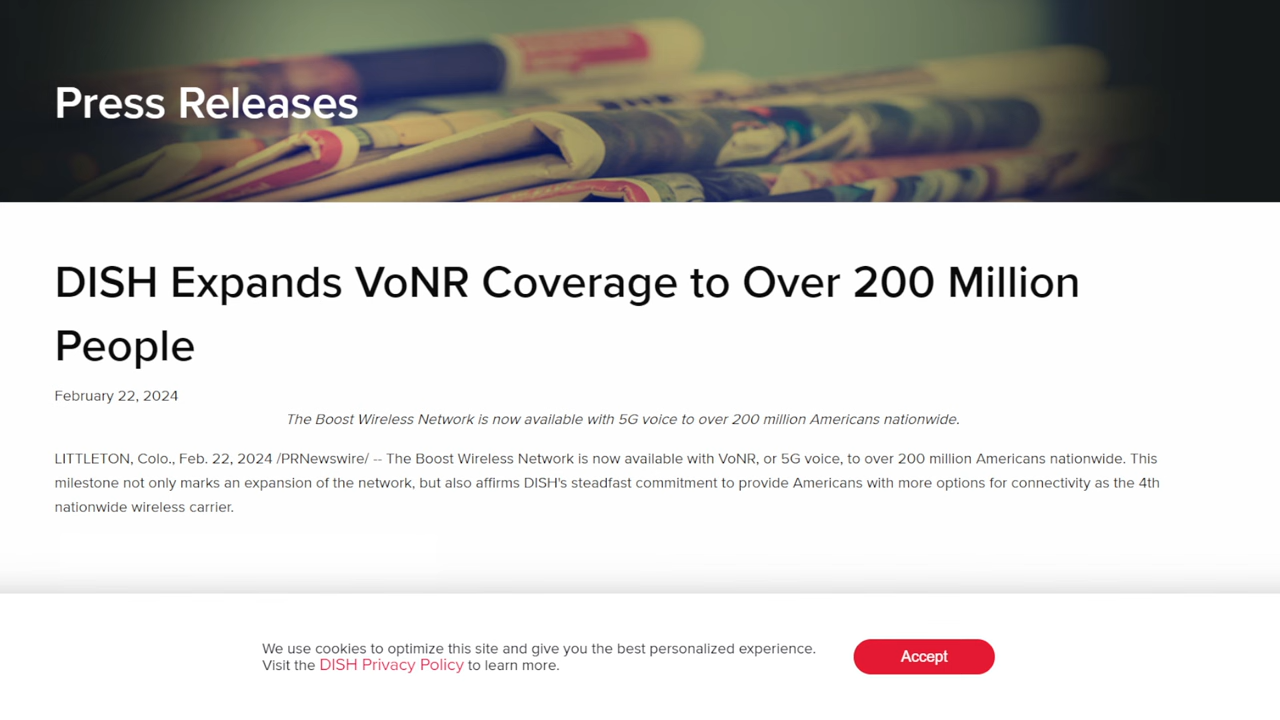 Press Releases
DISH Expands VoNR Coverage to Over 200 Million
People
February 22, 2024
The Boost Wireless Network is now available with 5G voice to over 200 million Americans nationwide.
LITTLETON, Colo., Feb. 22, 2024 /PRNewswire/ -- The Boost Wireless Network is now available with VoNR, or 5G voice, to over 200 million Americans nationwide. This
milestone not only marks an expansion of the network, but also affirms DISH's steadfast commitment to provide Americans with more options for connectivity as the 4th
nationwide wireless carrier.
We use cookies to optimize this site and give you the best personalized experience.
Visit the DISH Privacy Policy to learn more.
Accept